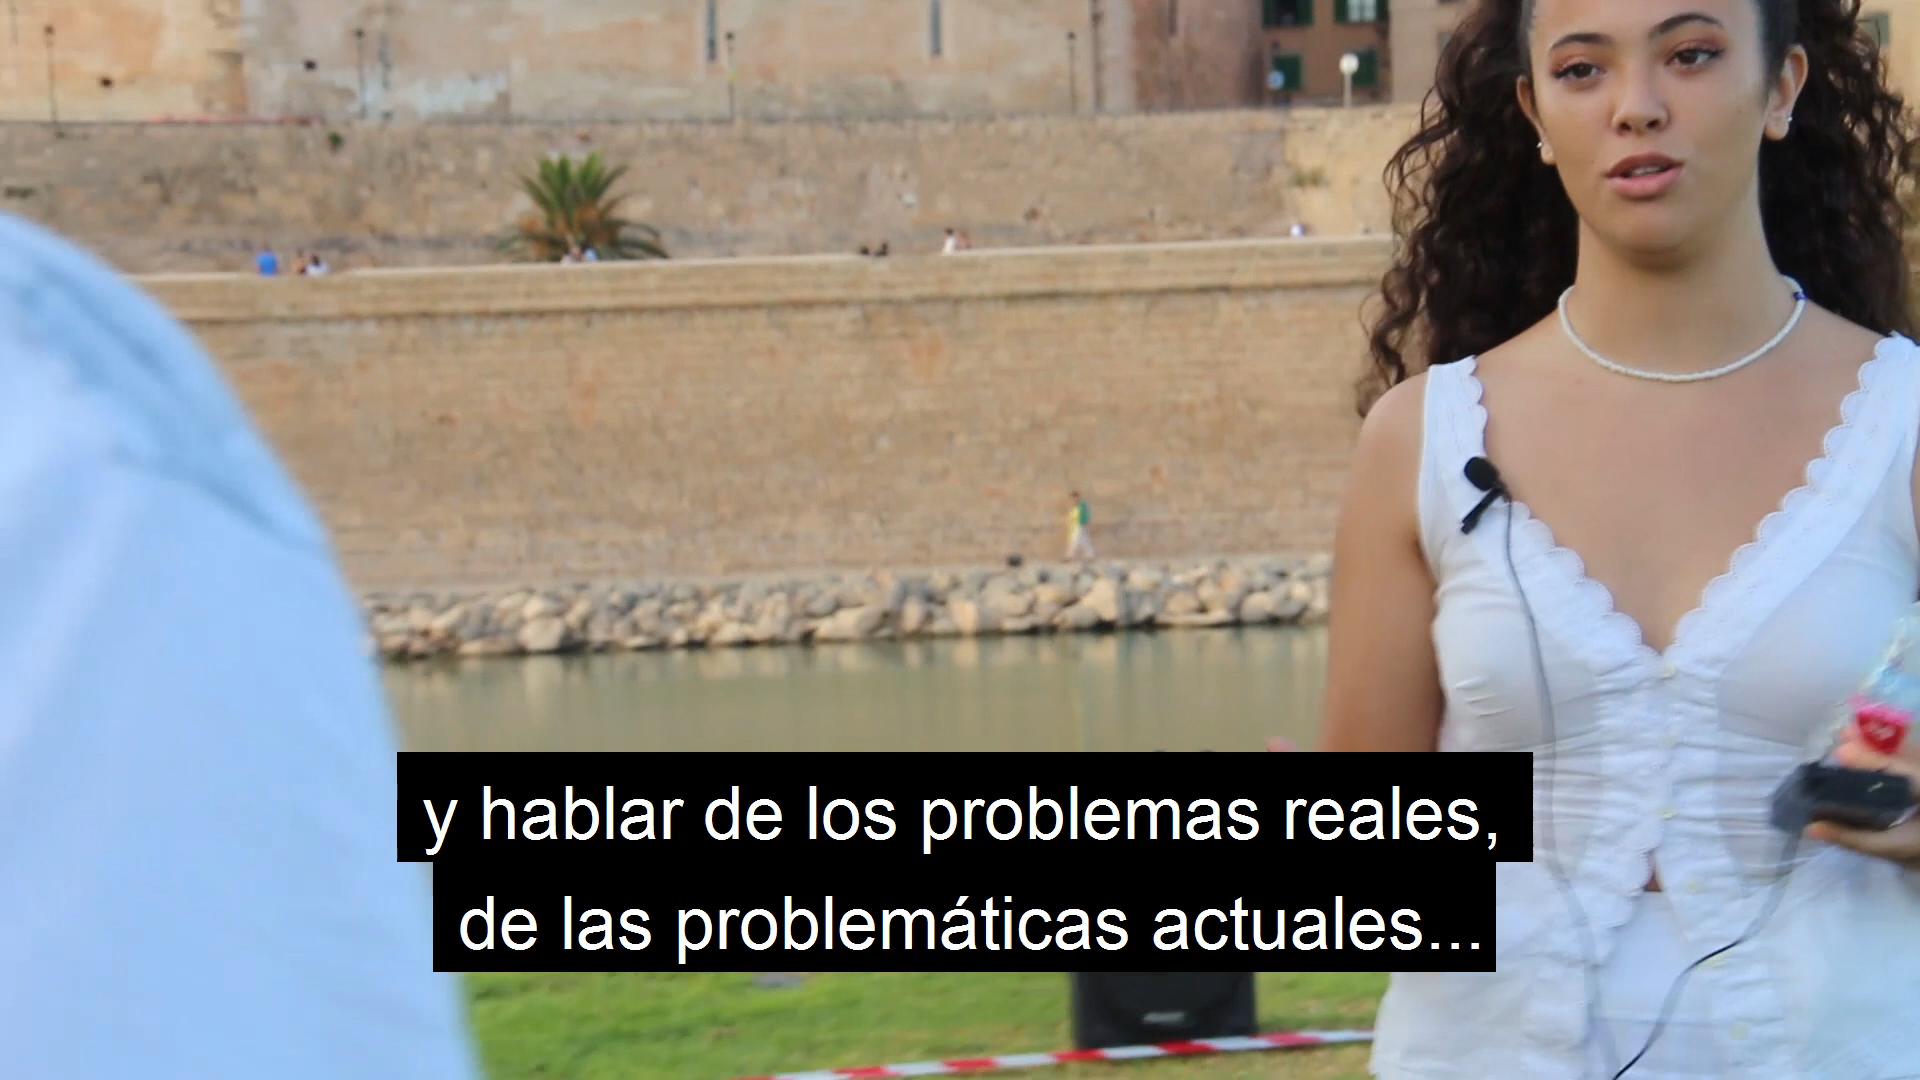 y hablar de los problemas reales,
de las problemáticas actuales...